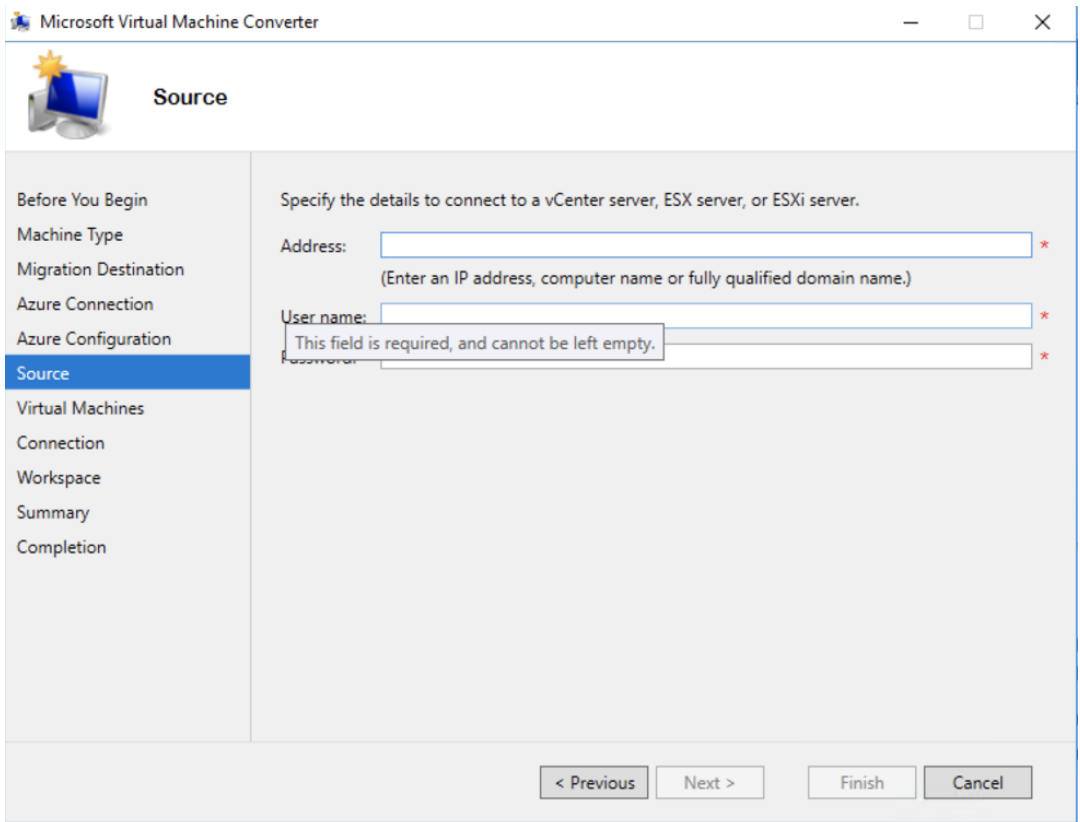 Microsoft Virtual Machine Converter
Source
Before You Begin
Machine Type
Migration Destination
Azure Connection
Azure Configuration
Source
Virtual Machines
Connection
Workspace
Summary
Completion
Specify the details to connect to a vCenter server, ESX server, or ESXi server.
Address: *
(Enter an IP address, computer name or fully qualified domain name.)
User name: *
This field is required, and cannot be left empty.
Password: *
< Previous Next > Finish Cancel